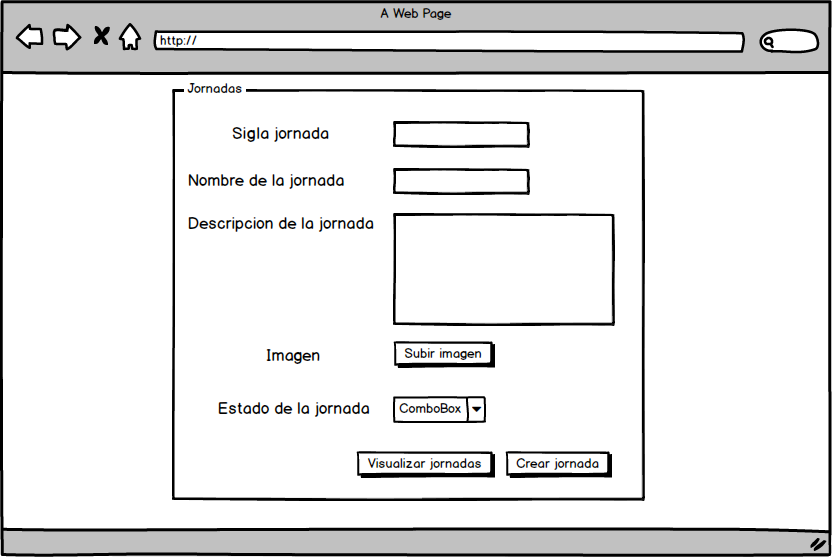 A Web Page
http://
Jornadas
Sigla jornada
Nombre de la jornada
Descripcion de la jornada
Imagen
Subir imagen
Estado de la jornada
ComboBox
Visualizar jornadas
Crear jornada